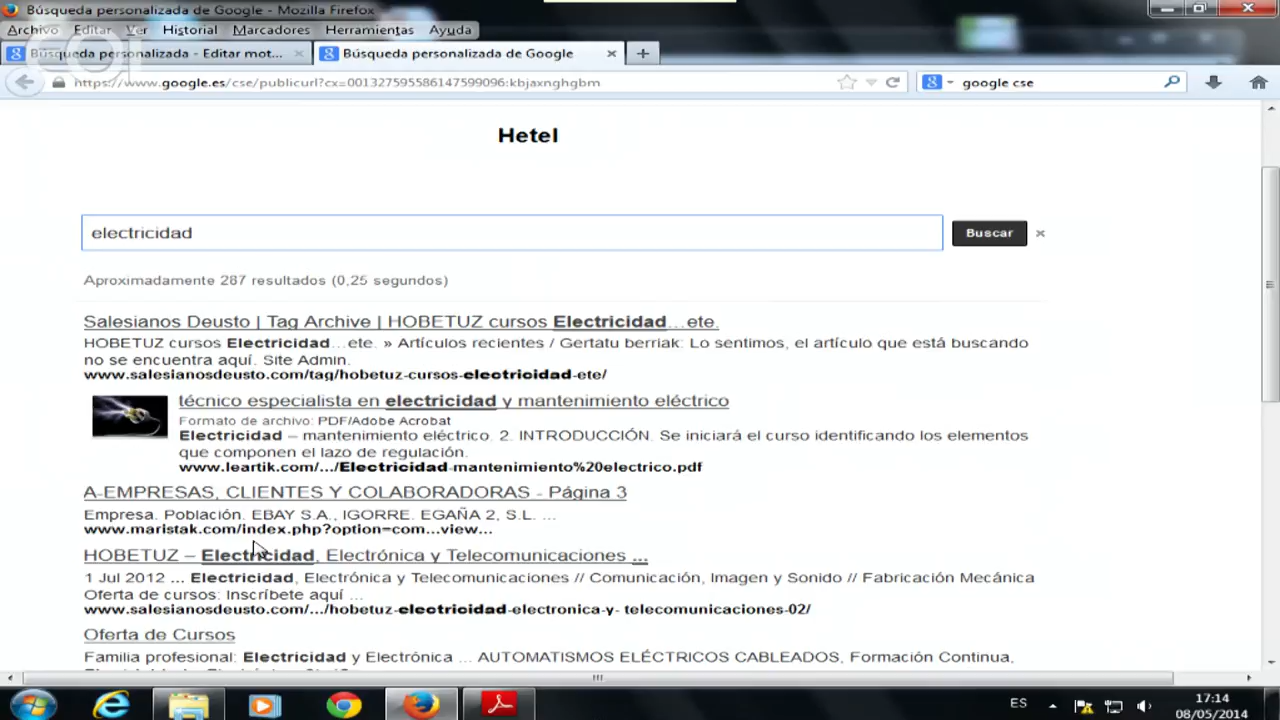 Búsqueda personalizada de Google - Mozilla Firefox
Archivo Editar Ver Historial Marcadores Herramientas Ayuda
Búsqueda personalizada - Editar mot...
Búsqueda personalizada de Google
https://www.google.es/cse/publicurl?cx=001327595586147599096:kbjaxnghgbm
google cse
Hetel
electricidad
Buscar
Aproximadamente 287 resultados (0,25 segundos)
Salesianos Deusto | Tag Archive | HOBETUZ cursos Electricidad...ete.
HOBETUZ cursos Electricidad...ete. » Artículos recientes / Gertatu berriak: Lo sentimos, el artículo que está buscando
no se encuentra aquí. Site Admin.
www.salesianosdeusto.com/tag/hobetuz-cursos-electricidad-ete/
técnico especialista en electricidad y mantenimiento eléctrico
Formato de archivo: PDF/Adobe Acrobat
Electricidad – mantenimiento eléctrico. 2. INTRODUCCIÓN. Se iniciará el curso identificando los elementos
que componen el lazo de regulación.
www.leartik.com/.../Electricidad-mantenimiento%20electrico.pdf
A-EMPRESAS, CLIENTES Y COLABORADORAS - Página 3
Empresa. Población. EBAY S.A., IGORRE. EGAÑA 2, S.L. ...
www.maristak.com/index.php?option=com...view...
HOBETUZ – Electricidad, Electrónica y Telecomunicaciones ...
1 Jul 2012 ... Electricidad, Electrónica y Telecomunicaciones // Comunicación, Imagen y Sonido // Fabricación Mecánica
Oferta de cursos: Inscríbete aquí ...
www.salesianosdeusto.com/.../hobetuz-electricidad-electronica-y- telecomunicaciones-02/
Oferta de Cursos
Familia profesional: Electricidad y Electrónica ... AUTOMATISMOS ELÉCTRICOS CABLEADOS, Formación Continua,
ES
17:14
08/05/2014